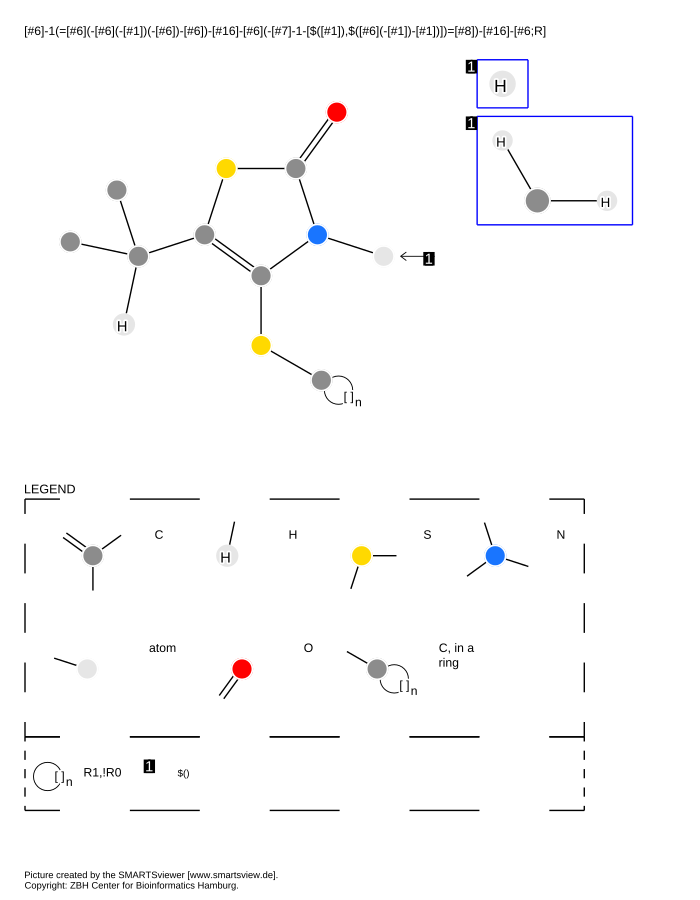 [#6]-1(=[#6](-[#6](-[#1])(-[#6])-[#6])-[#16]-[#6](-[#7]-1-[$([#1]),$([#6](-[#1])-[#1])])=[#8])-[#16]-[#6;R]
1
H
1
H
H
1
H
[ ]n
LEGEND
C
H
H
S
N
atom
O
[ ]n
C, in a
ring
[ ]n
R1,!R0
1
$()
Picture created by the SMARTSviewer [www.smartsview.de].
Copyright: ZBH Center for Bioinformatics Hamburg.